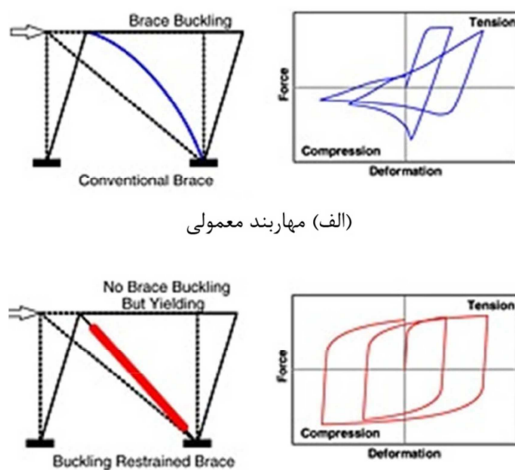 Brace Buckling
Conventional Brace
Tension
Force
Compression
Deformation
(الف) مهاربند معمولی
No Brace Buckling
But Yielding
Buckling Restrained Brace
Tension
Force
Compression
Deformation